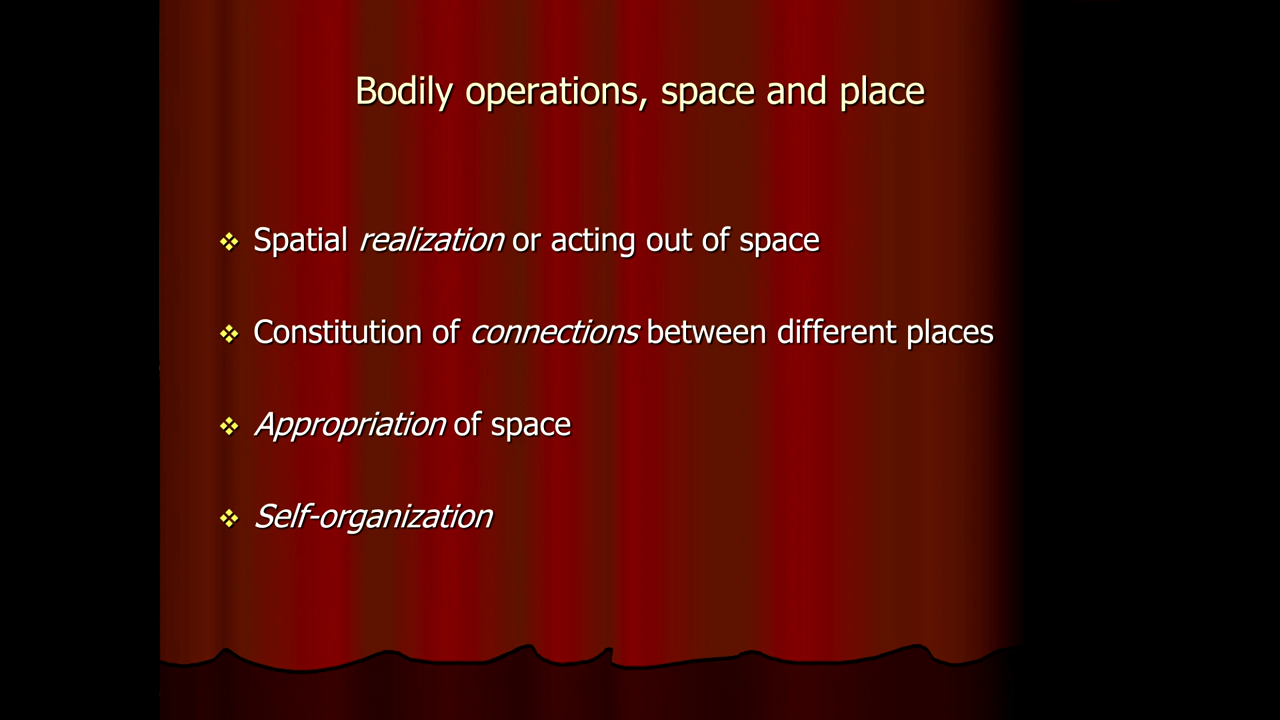 Bodily operations, space and place
❖ Spatial realization or acting out of space
❖ Constitution of connections between different places
❖ Appropriation of space
❖ Self-organization